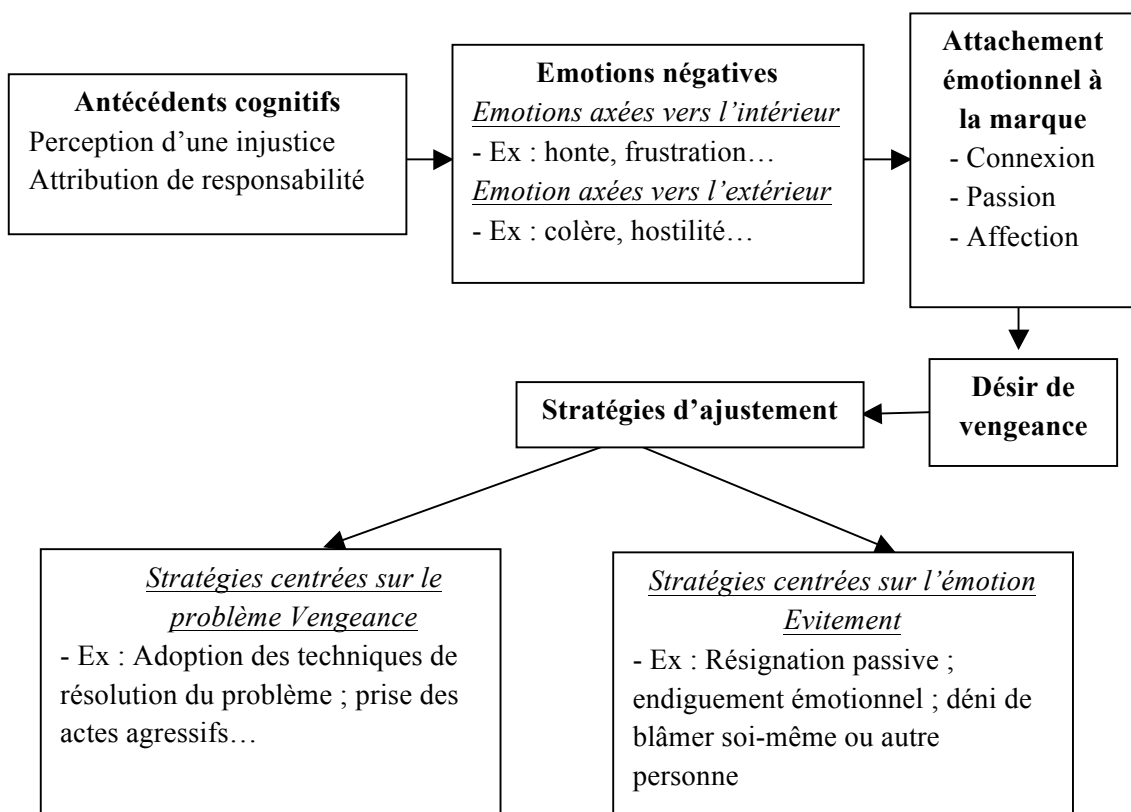 Antécédents cognitifs
Perception d’une injustice
Attribution de responsabilité
Emotions négatives
Emotions axées vers l’intérieur
- Ex : honte, frustration…
Emotion axées vers l’extérieur
- Ex : colère, hostilité…
Attachement
émotionnel à
la marque
- Connexion
- Passion
- Affection
Désir de
vengeance
Stratégies d’ajustement
Stratégies centrées sur le
problème Vengeance
- Ex : Adoption des techniques de
résolution du problème ; prise des
actes agressifs…
Stratégies centrées sur l’émotion
Evitement
- Ex : Résignation passive ;
endiguement émotionnel ; déni de
blâmer soi-même ou autre
personne